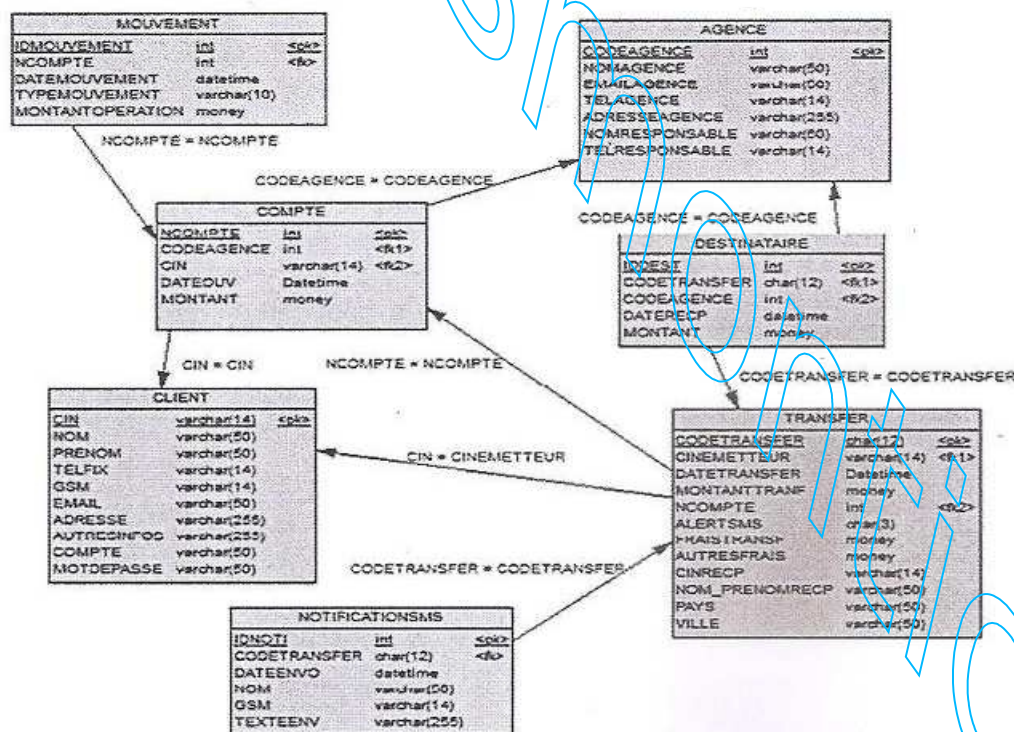 MOUVEMENT
IDMOUVEMENT int <pk>
NCOMPTE int <fk>
DATEMOUVEMENT datetime
TYPEMOUVEMENT varchar(10)
MONTANTOPERATION money
NCOMPTE = NCOMPTE
AGENCE
CODEAGENCE int <pk>
NOMAGENCE varchar(50)
EMAILAGENCE varchar(50)
TELAGENCE varchar(14)
ADRESSEAGENCE varchar(255)
NOMRESPONSABLE varchar(60)
TELRESPONSABLE varchar(14)
CODEAGENCE = CODEAGENCE
COMPTE
NCOMPTE int <pk>
CODEAGENCE int <fk1>
CIN varchar(14) <fk2>
DATEOUV Datetime
MONTANT money
CODEAGENCE = CODEAGENCE
DESTINATAIRE
IDDEST int <pk>
CODETRANSFER char(12) <fk1>
CODEAGENCE int <fk2>
DATERECP datetime
MONTANT money
CIN = CIN
NCOMPTE = NCOMPTE
CODETRANSFER = CODETRANSFER
CLIENT
CIN varchar(14) <pk>
NOM varchar(50)
PRENOM varchar(50)
TELFIX varchar(14)
GSM varchar(14)
EMAIL varchar(50)
ADRESSE varchar(255)
AUTRESINFOS varchar(255)
COMPTE varchar(50)
MOTDEPASSE varchar(50)
CIN = CINEMETTEUR
TRANSFER
CODETRANSFER char(12) <pk>
CINEMETTEUR varchar(14) <fk1>
DATETRANSFER Datetime
MONTANTTRANF money
NCOMPTE int <fk2>
ALERTSMS char(3)
FRAISTRANSF money
AUTRESFRAIS money
CINRECP varchar(14)
NOM_PRENOMRECP varchar(50)
PAYS varchar(50)
VILLE varchar(50)
CODETRANSFER = CODETRANSFER
NOTIFICATIONSMS
IDNOTI int <pk>
CODETRANSFER char(12) <fk>
DATEENVO datetime
NOM varchar(50)
GSM varchar(14)
TEXTEENV varchar(255)